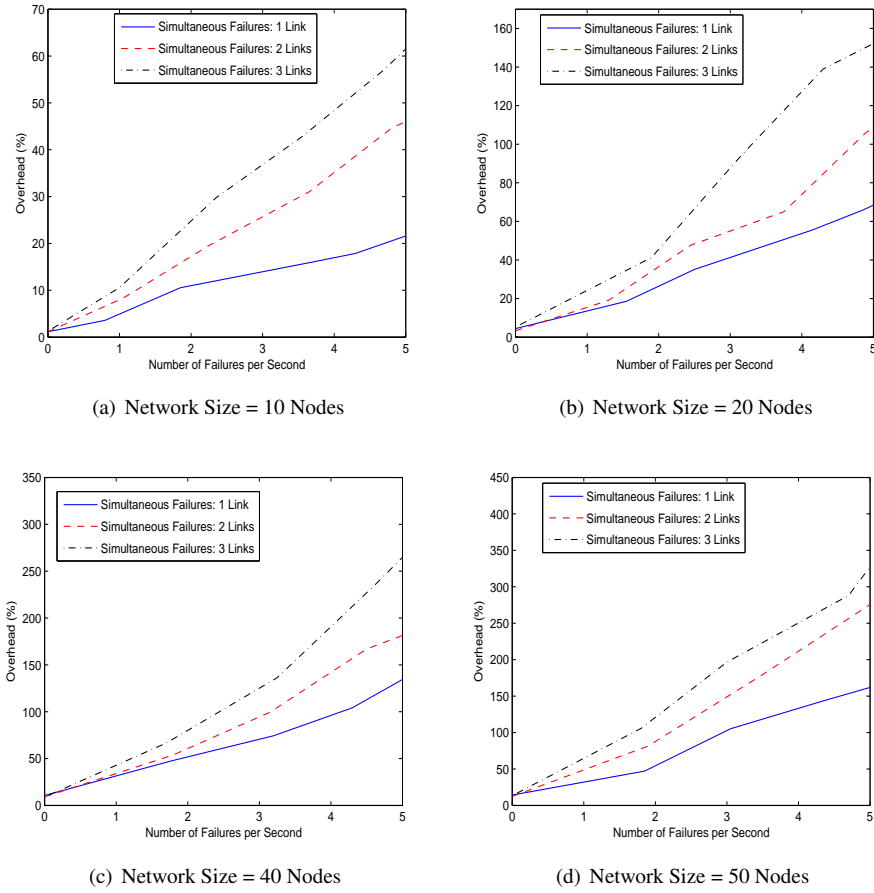 70
60
50
40
30
20
10
0
Overhead (%)
Simultaneous Failures: 1 Link
Simultaneous Failures: 2 Links
Simultaneous Failures: 3 Links
0 1 2 3 4 5
Number of Failures per Second
(a) Network Size = 10 Nodes
160
140
120
100
80
60
40
20
0
Overhead (%)
Simultaneous Failures: 1 Link
Simultaneous Failures: 2 Links
Simultaneous Failures: 3 Links
0 1 2 3 4 5
Number of Failures per Second
(b) Network Size = 20 Nodes
350
300
250
200
150
100
50
0
Overhead (%)
Simultaneous Failures: 1 Link
Simultaneous Failures: 2 Links
Simultaneous Failures: 3 Links
0 1 2 3 4 5
Number of Failures per Second
(c) Network Size = 40 Nodes
450
400
350
300
250
200
150
100
50
0
Overhead (%)
Simultaneous Failures: 1 Link
Simultaneous Failures: 2 Links
Simultaneous Failures: 3 Links
0 1 2 3 4 5
Number of Failures per Second
(d) Network Size = 50 Nodes